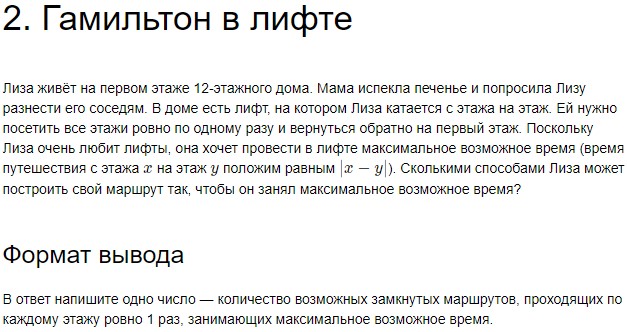 2. Гамильтон в лифте
Лиза живёт на первом этаже 12-этажного дома. Мама испекла печенье и попросила Лизу
разнести его соседям. В доме есть лифт, на котором Лиза катается с этажа на этаж. Ей нужно
посетить все этажи ровно по одному разу и вернуться обратно на первый этаж. Поскольку
Лиза очень любит лифты, она хочет провести в лифте максимальное возможное время (время
путешествия с этажа x на этаж y положим равным |x − y|). Сколькими способами Лиза может
построить свой маршрут так, чтобы он занял максимальное возможное время?
Формат вывода
В ответ напишите одно число — количество возможных замкнутых маршрутов, проходящих по
каждому этажу ровно 1 раз, занимающих максимальное возможное время.